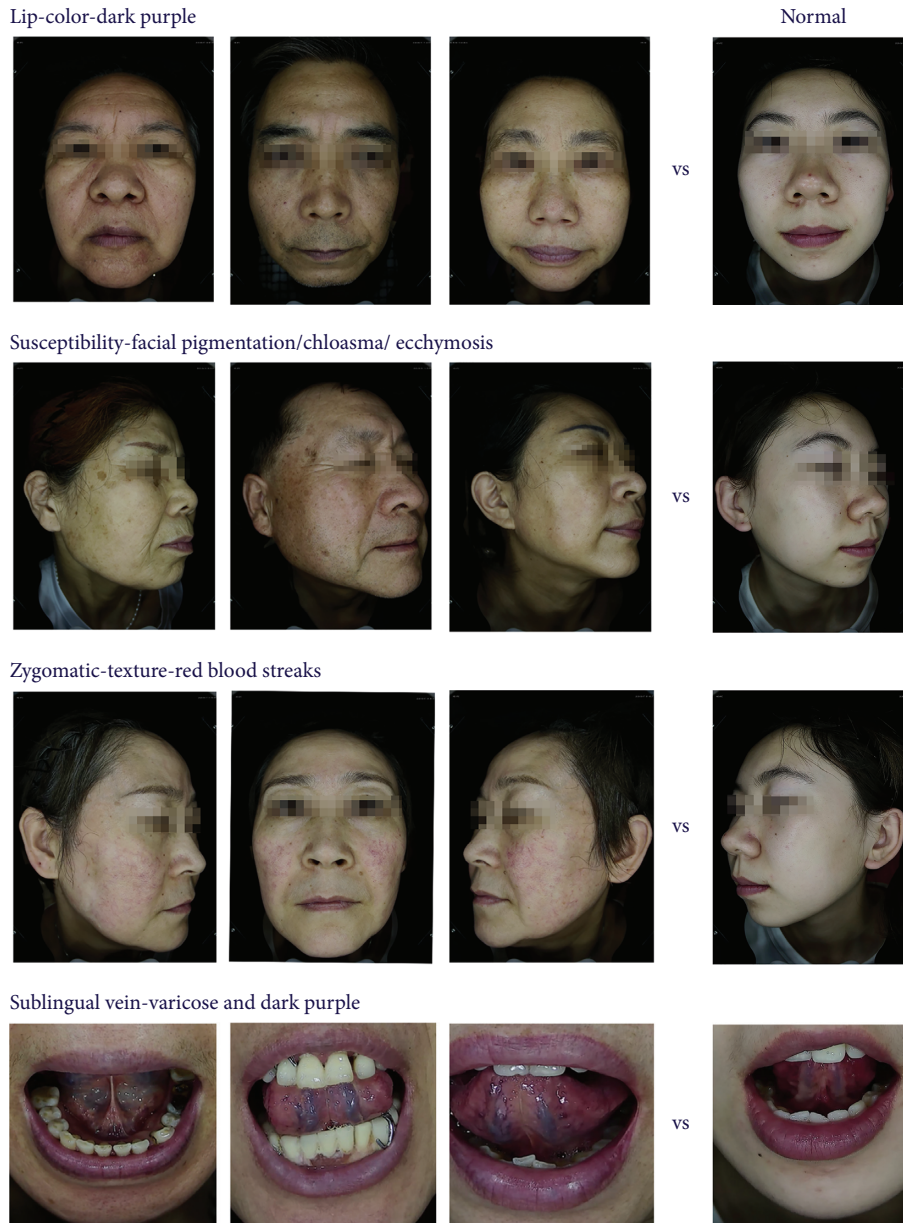 Lip-color-dark purple
Normal
vs
Susceptibility-facial pigmentation/chloasma/ ecchymosis
vs
Zygomatic-texture-red blood streaks
vs
Sublingual vein-varicose and dark purple
vs